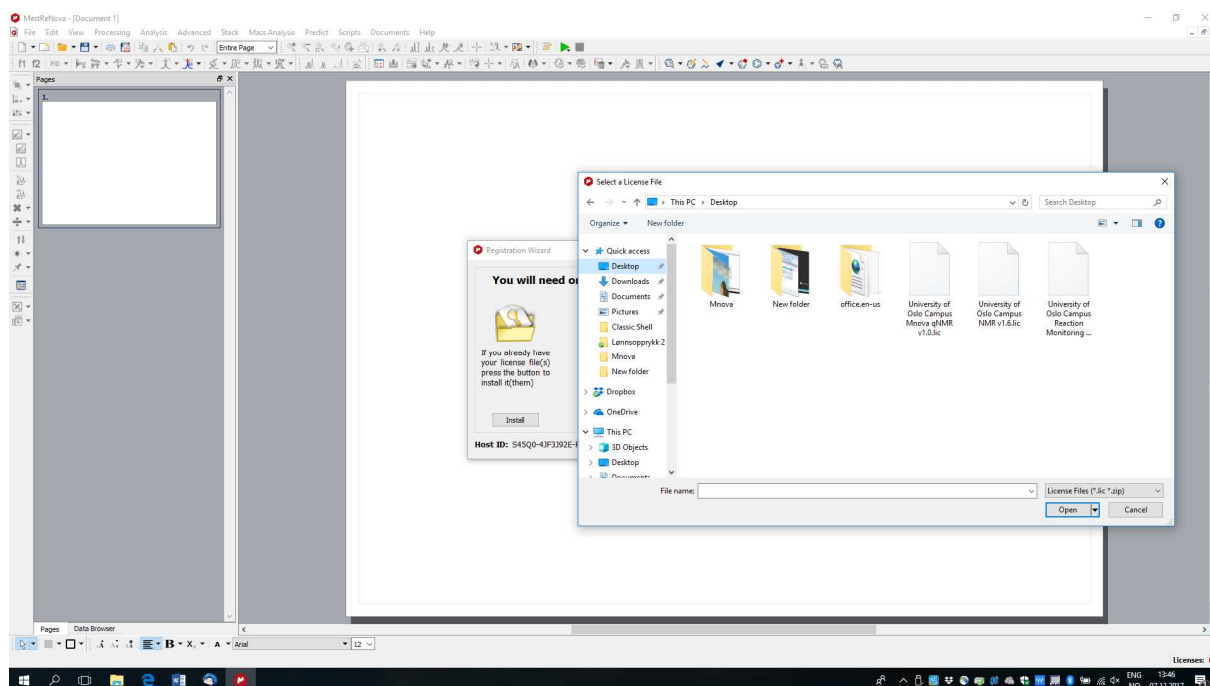 MestReNova - [Document 1]
File Edit View Processing Analysis Advanced Stack Mass Analysis Predict Scripts Documents Help
Entire Page
Pages
1.
Select a License File
This PC > Desktop
Search Desktop
Organize
New folder
Quick access
Desktop
Downloads
Documents
Pictures
Classic Shell
Lønnsopprykk 2
Mnova
New folder
Dropbox
OneDrive
This PC
3D Objects
Desktop
Documents
Mnova
New folder
office.en-us
University of
Oslo Campus
Mnova qNMR
v1.0.lic
University of
Oslo Campus
NMR v1.6.lic
University of
Oslo Campus
Reaction
Monitoring ...
File name:
License Files (*.lic *.zip)
Open
Cancel
Registration Wizard
You will need
If you already have
your license file(s)
press the button to
install it(them)
Install
Host ID: S45Q0-4JF3J92E-
Pages
Data Browser
Arial
12
Licenses:
ENG
NO
13:46
07.12.2017